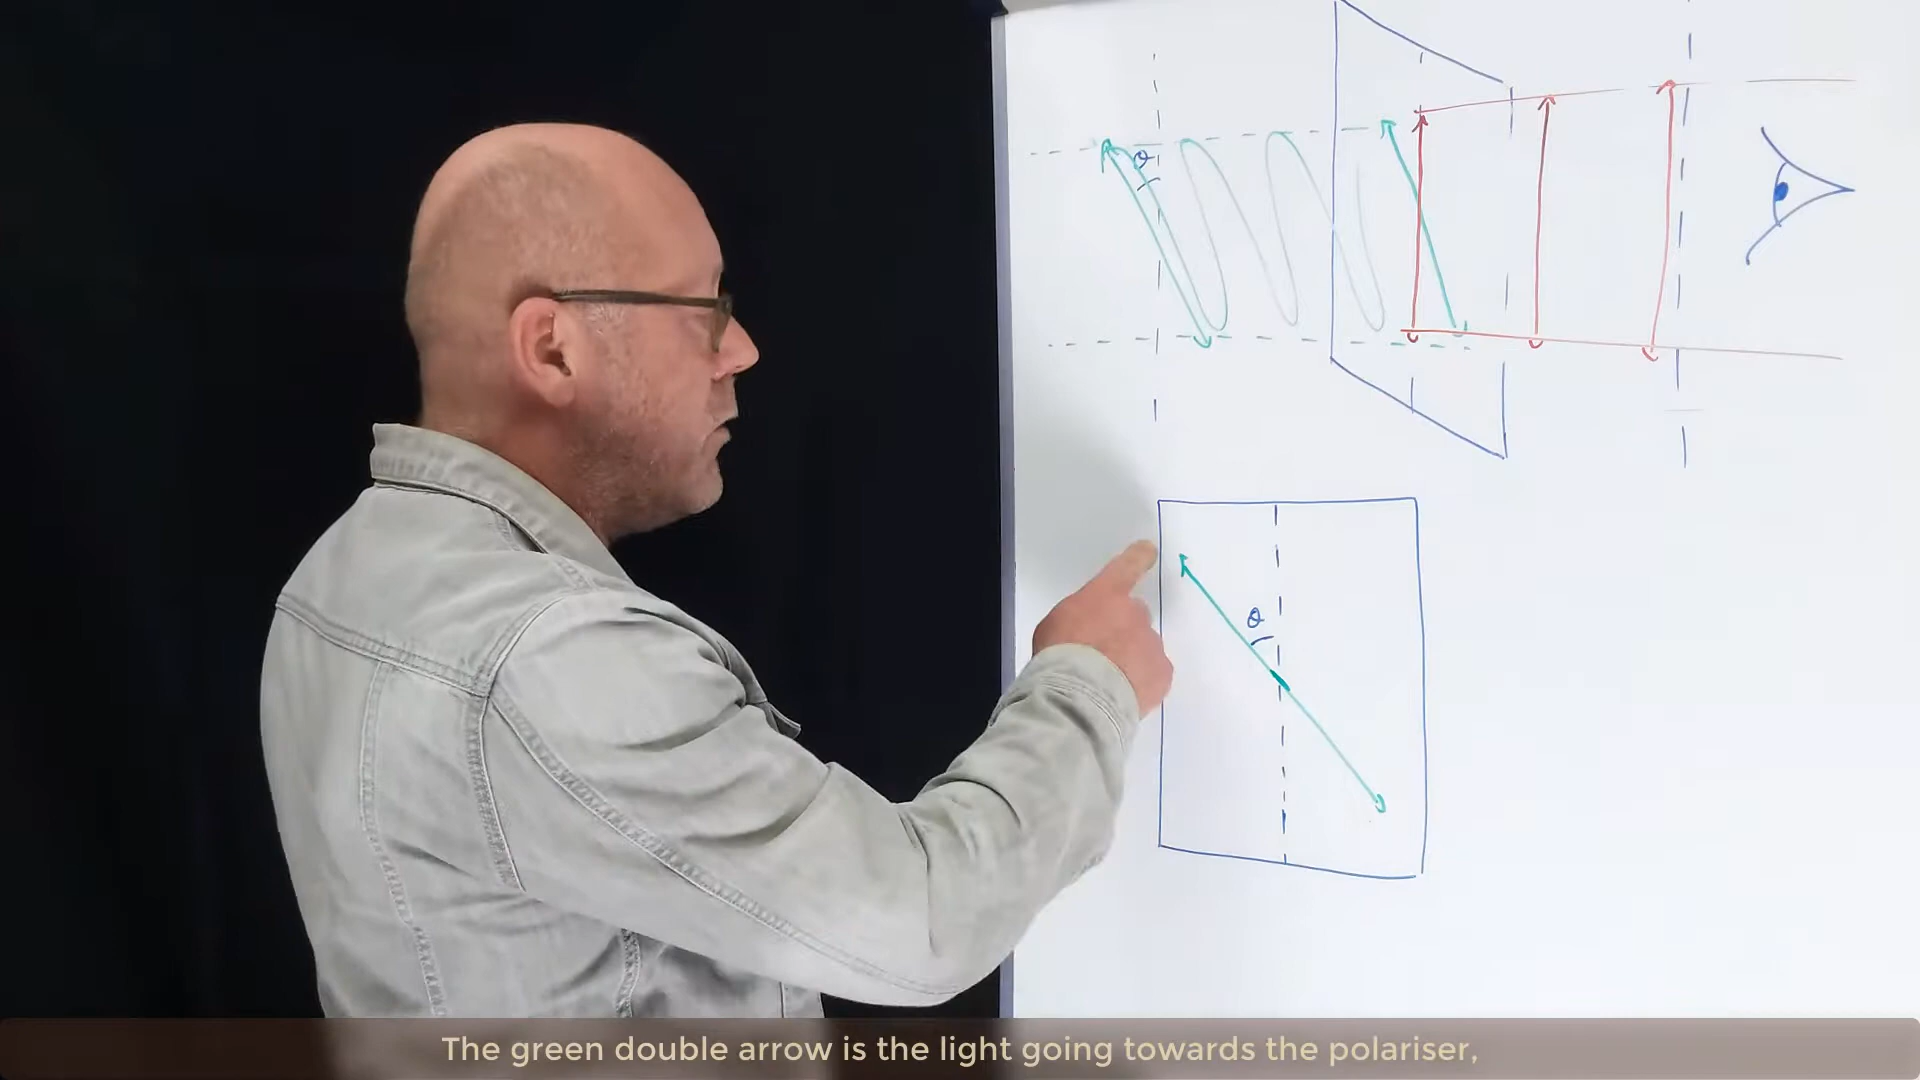 θ
θ
The green double arrow is the light going towards the polariser,